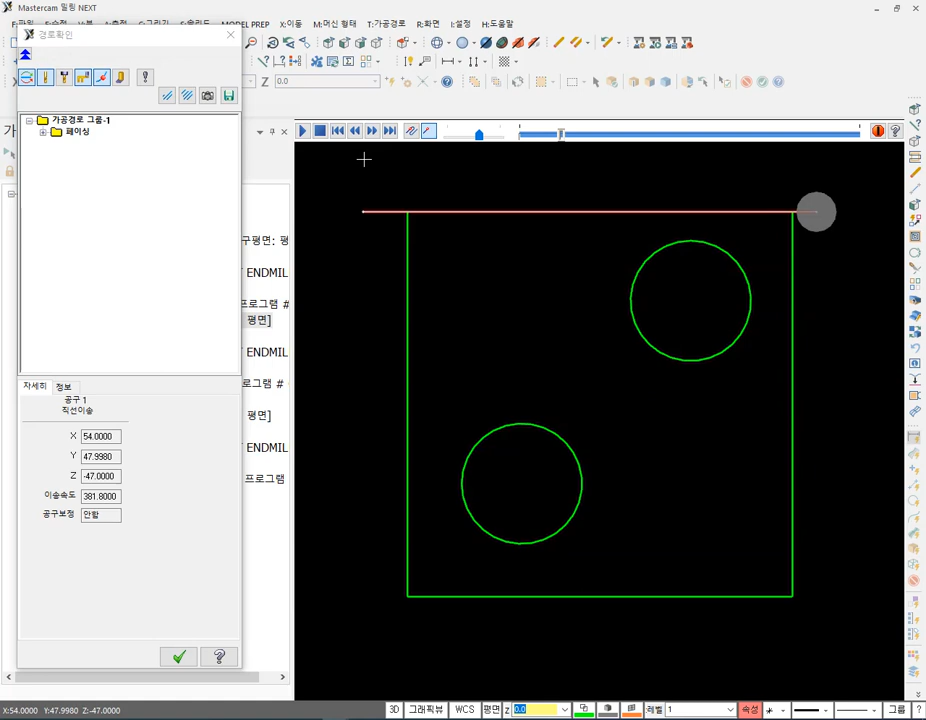 Mastercam 밀링 NEXT
MODEL PREP X:이동 M:머신 형태 T:가공경로 R:화면 I:설정 H:도움말
경로확인
Z 0.0
가공경로 그룹-1
페이싱
구평면: 평
ENDMIL
프로그램 #
평면]
ENDMIL
로그램 #
평면]
ENDMIL
프로그램
자세히 정보
공구 1
직선이송
X 54.0000
Y 47.9980
Z -47.0000
이송속도 381.8000
공구보정 안함
X:54.0000 Y:47.9980 Z:-47.0000
3D 그래픽뷰 WCS 평면 Z 0.0 레벨 1 속성 그룹 ?